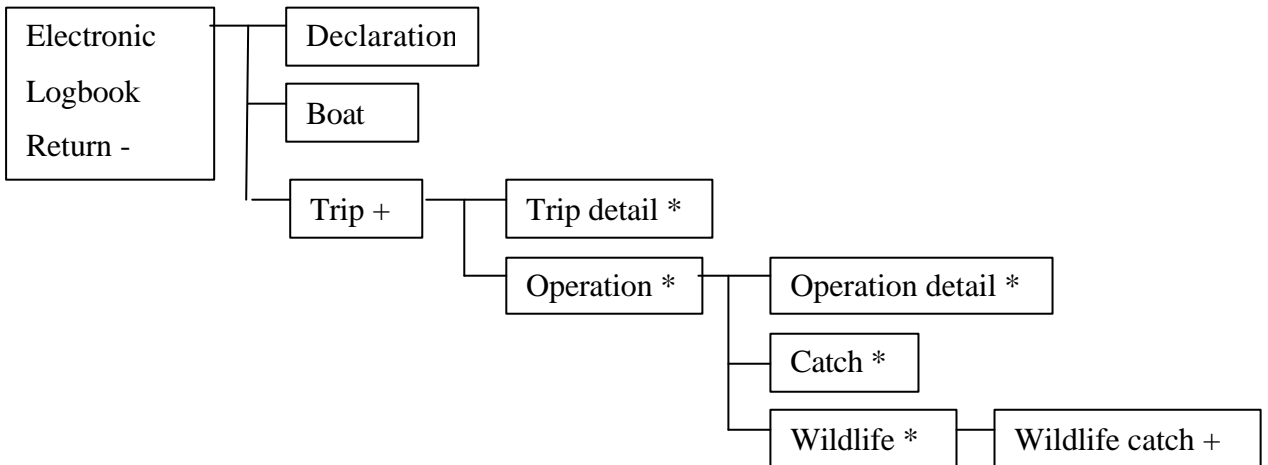 Electronic
Logbook
Return -
Declaration
Boat
Trip +
Trip detail *
Operation *
Operation detail *
Catch *
Wildlife *
Wildlife catch +